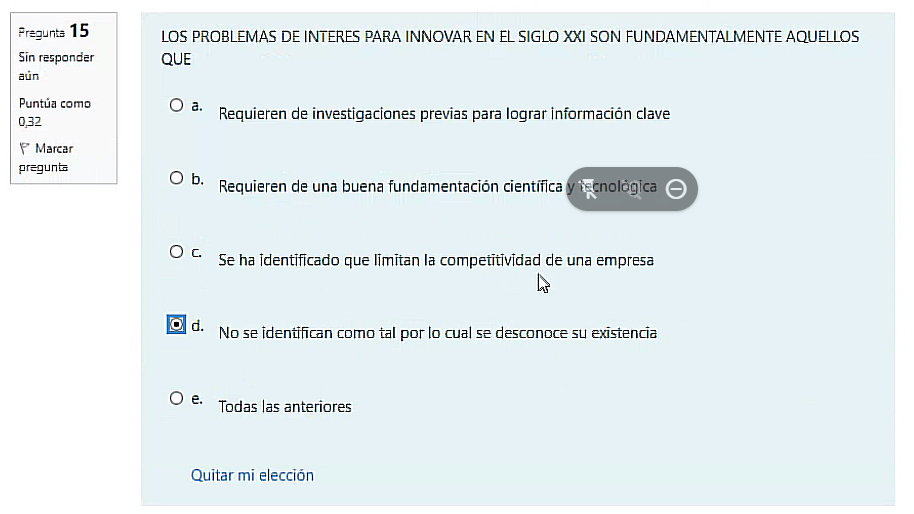 Pregunta 15
Sin responder
aún
Puntúa como
0,32
Marcar
pregunta
LOS PROBLEMAS DE INTERES PARA INNOVAR EN EL SIGLO XXI SON FUNDAMENTALMENTE AQUELLOS
QUE
a. Requieren de investigaciones previas para lograr información clave
b. Requieren de una buena fundamentación científica y tecnológica
c. Se ha identificado que limitan la competitividad de una empresa
d. No se identifican como tal por lo cual se desconoce su existencia
e. Todas las anteriores
Quitar mi elección